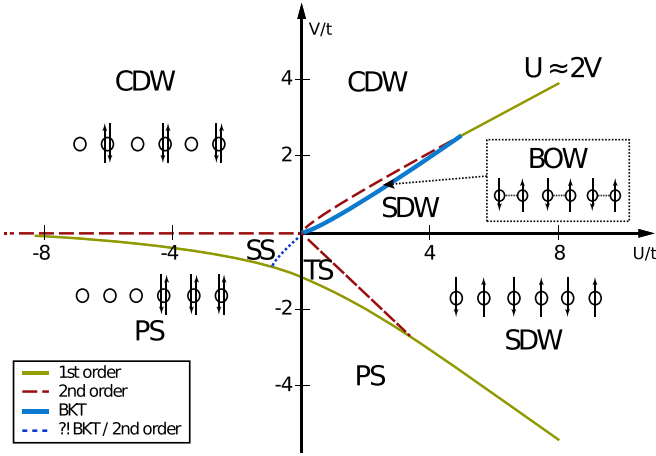 V/t
CDW
CDW
U ≈ 2V
4
2
BOW
SDW
SS
-8
-4
4
8
U/t
TS
-2
PS
SDW
PS
-4
1st order
2nd order
BKT
?! BKT / 2nd order